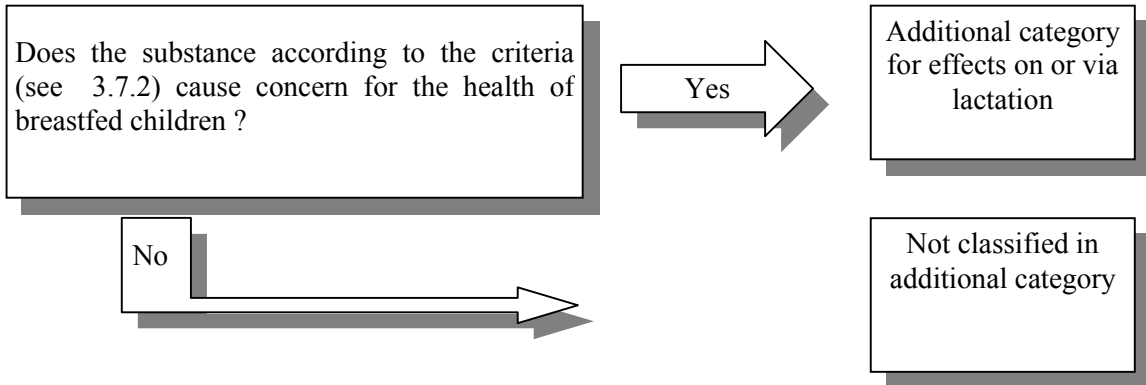 Does the substance according to the criteria
(see 3.7.2) cause concern for the health of
breastfed children ?
Yes
Additional category
for effects on or via
lactation
No
Not classified in
additional category